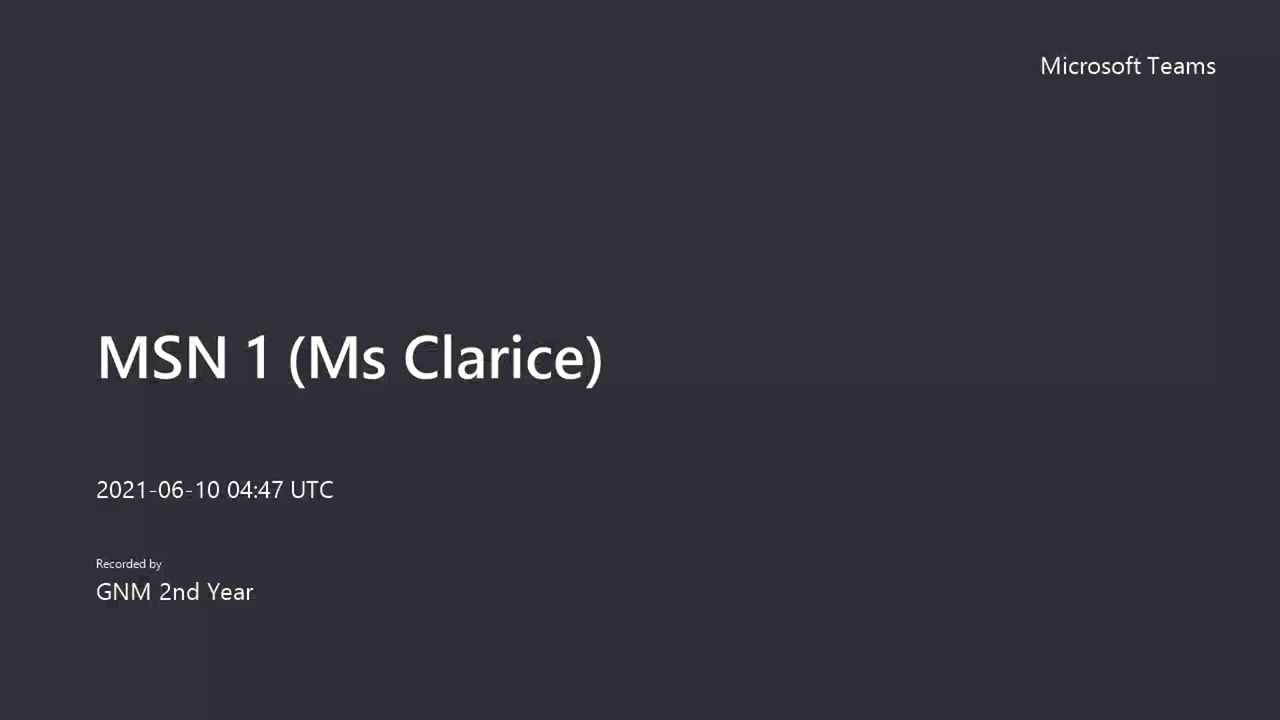 Microsoft Teams
MSN 1 (Ms Clarice)
2021-06-10 04:47 UTC
Recorded by
GNM 2nd Year